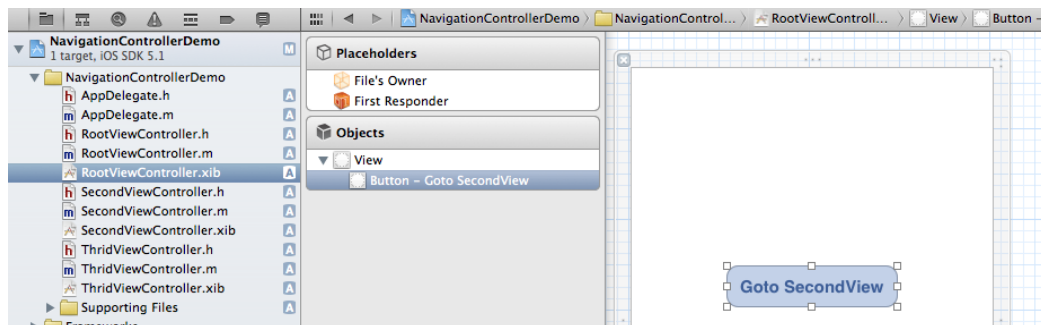 NavigationControllerDemo
NavigationControl...
RootViewControll...
View
Button -
NavigationControllerDemo
M
1 target, iOS SDK 5.1
NavigationControllerDemo
h AppDelegate.h A
m AppDelegate.m A
h RootViewController.h A
m RootViewController.m A
RootViewController.xib A
h SecondViewController.h A
m SecondViewController.m A
SecondViewController.xib A
h ThridViewController.h A
m ThridViewController.m A
ThridViewController.xib A
Supporting Files A
Frameworks
Placeholders
File's Owner
First Responder
Objects
View
Button – Goto SecondView
Goto SecondView